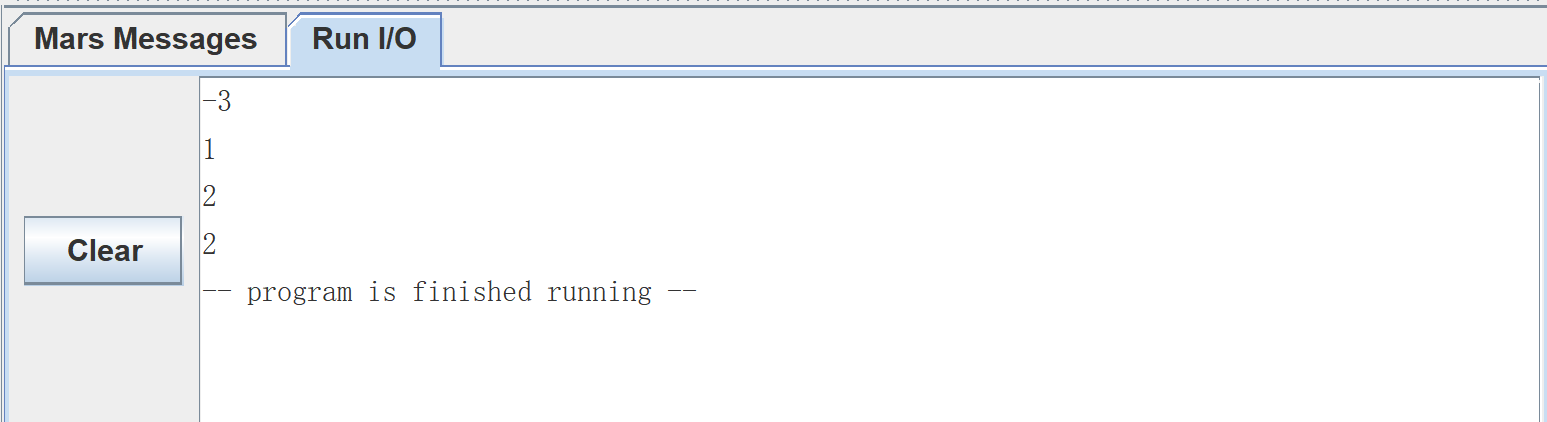 Mars Messages Run I/O
-3
1
2
2
Clear
-- program is finished running --